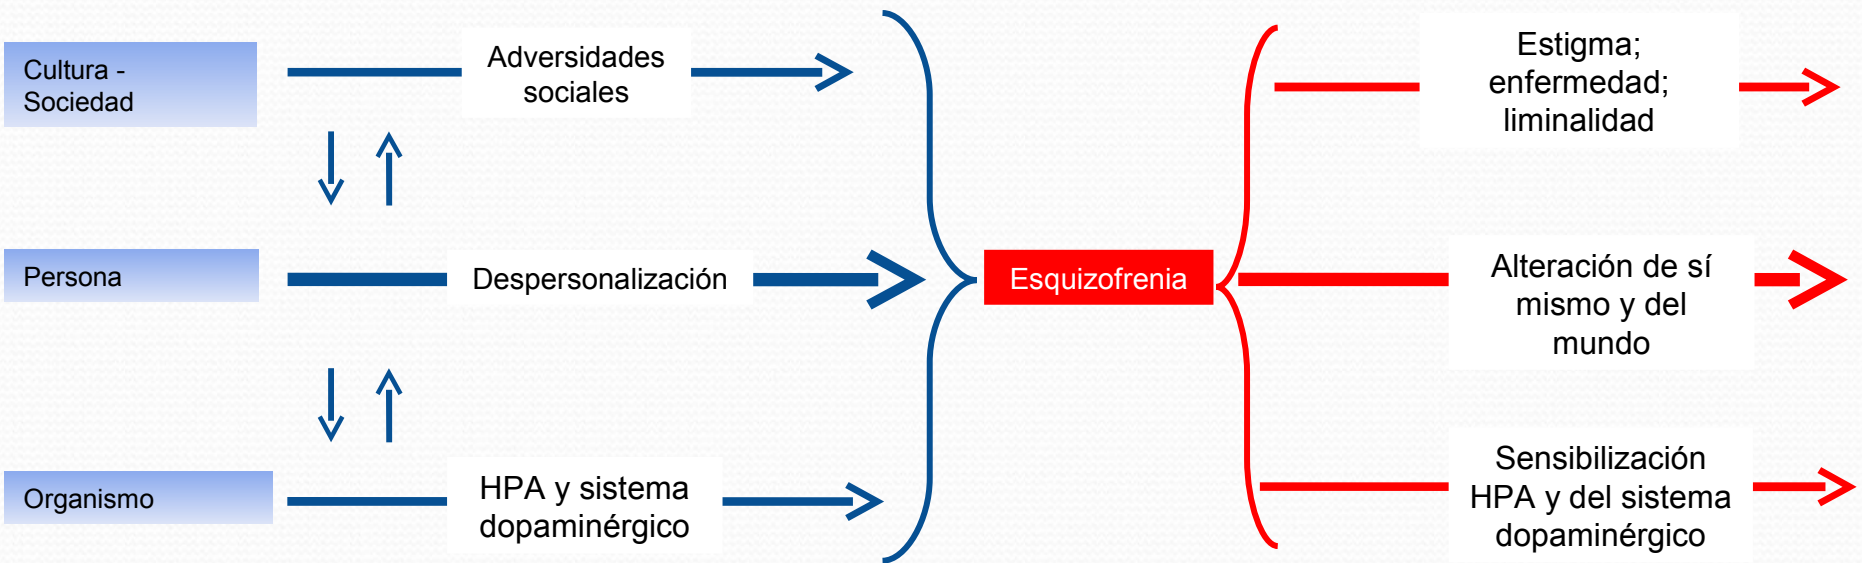 Cultura -
Sociedad
Adversidades
sociales
Estigma;
enfermedad;
liminalidad
Persona
Despersonalización
Esquizofrenia
Alteración de sí
mismo y del
mundo
Organismo
HPA y sistema
dopaminérgico
Sensibilización
HPA y del sistema
dopaminérgico